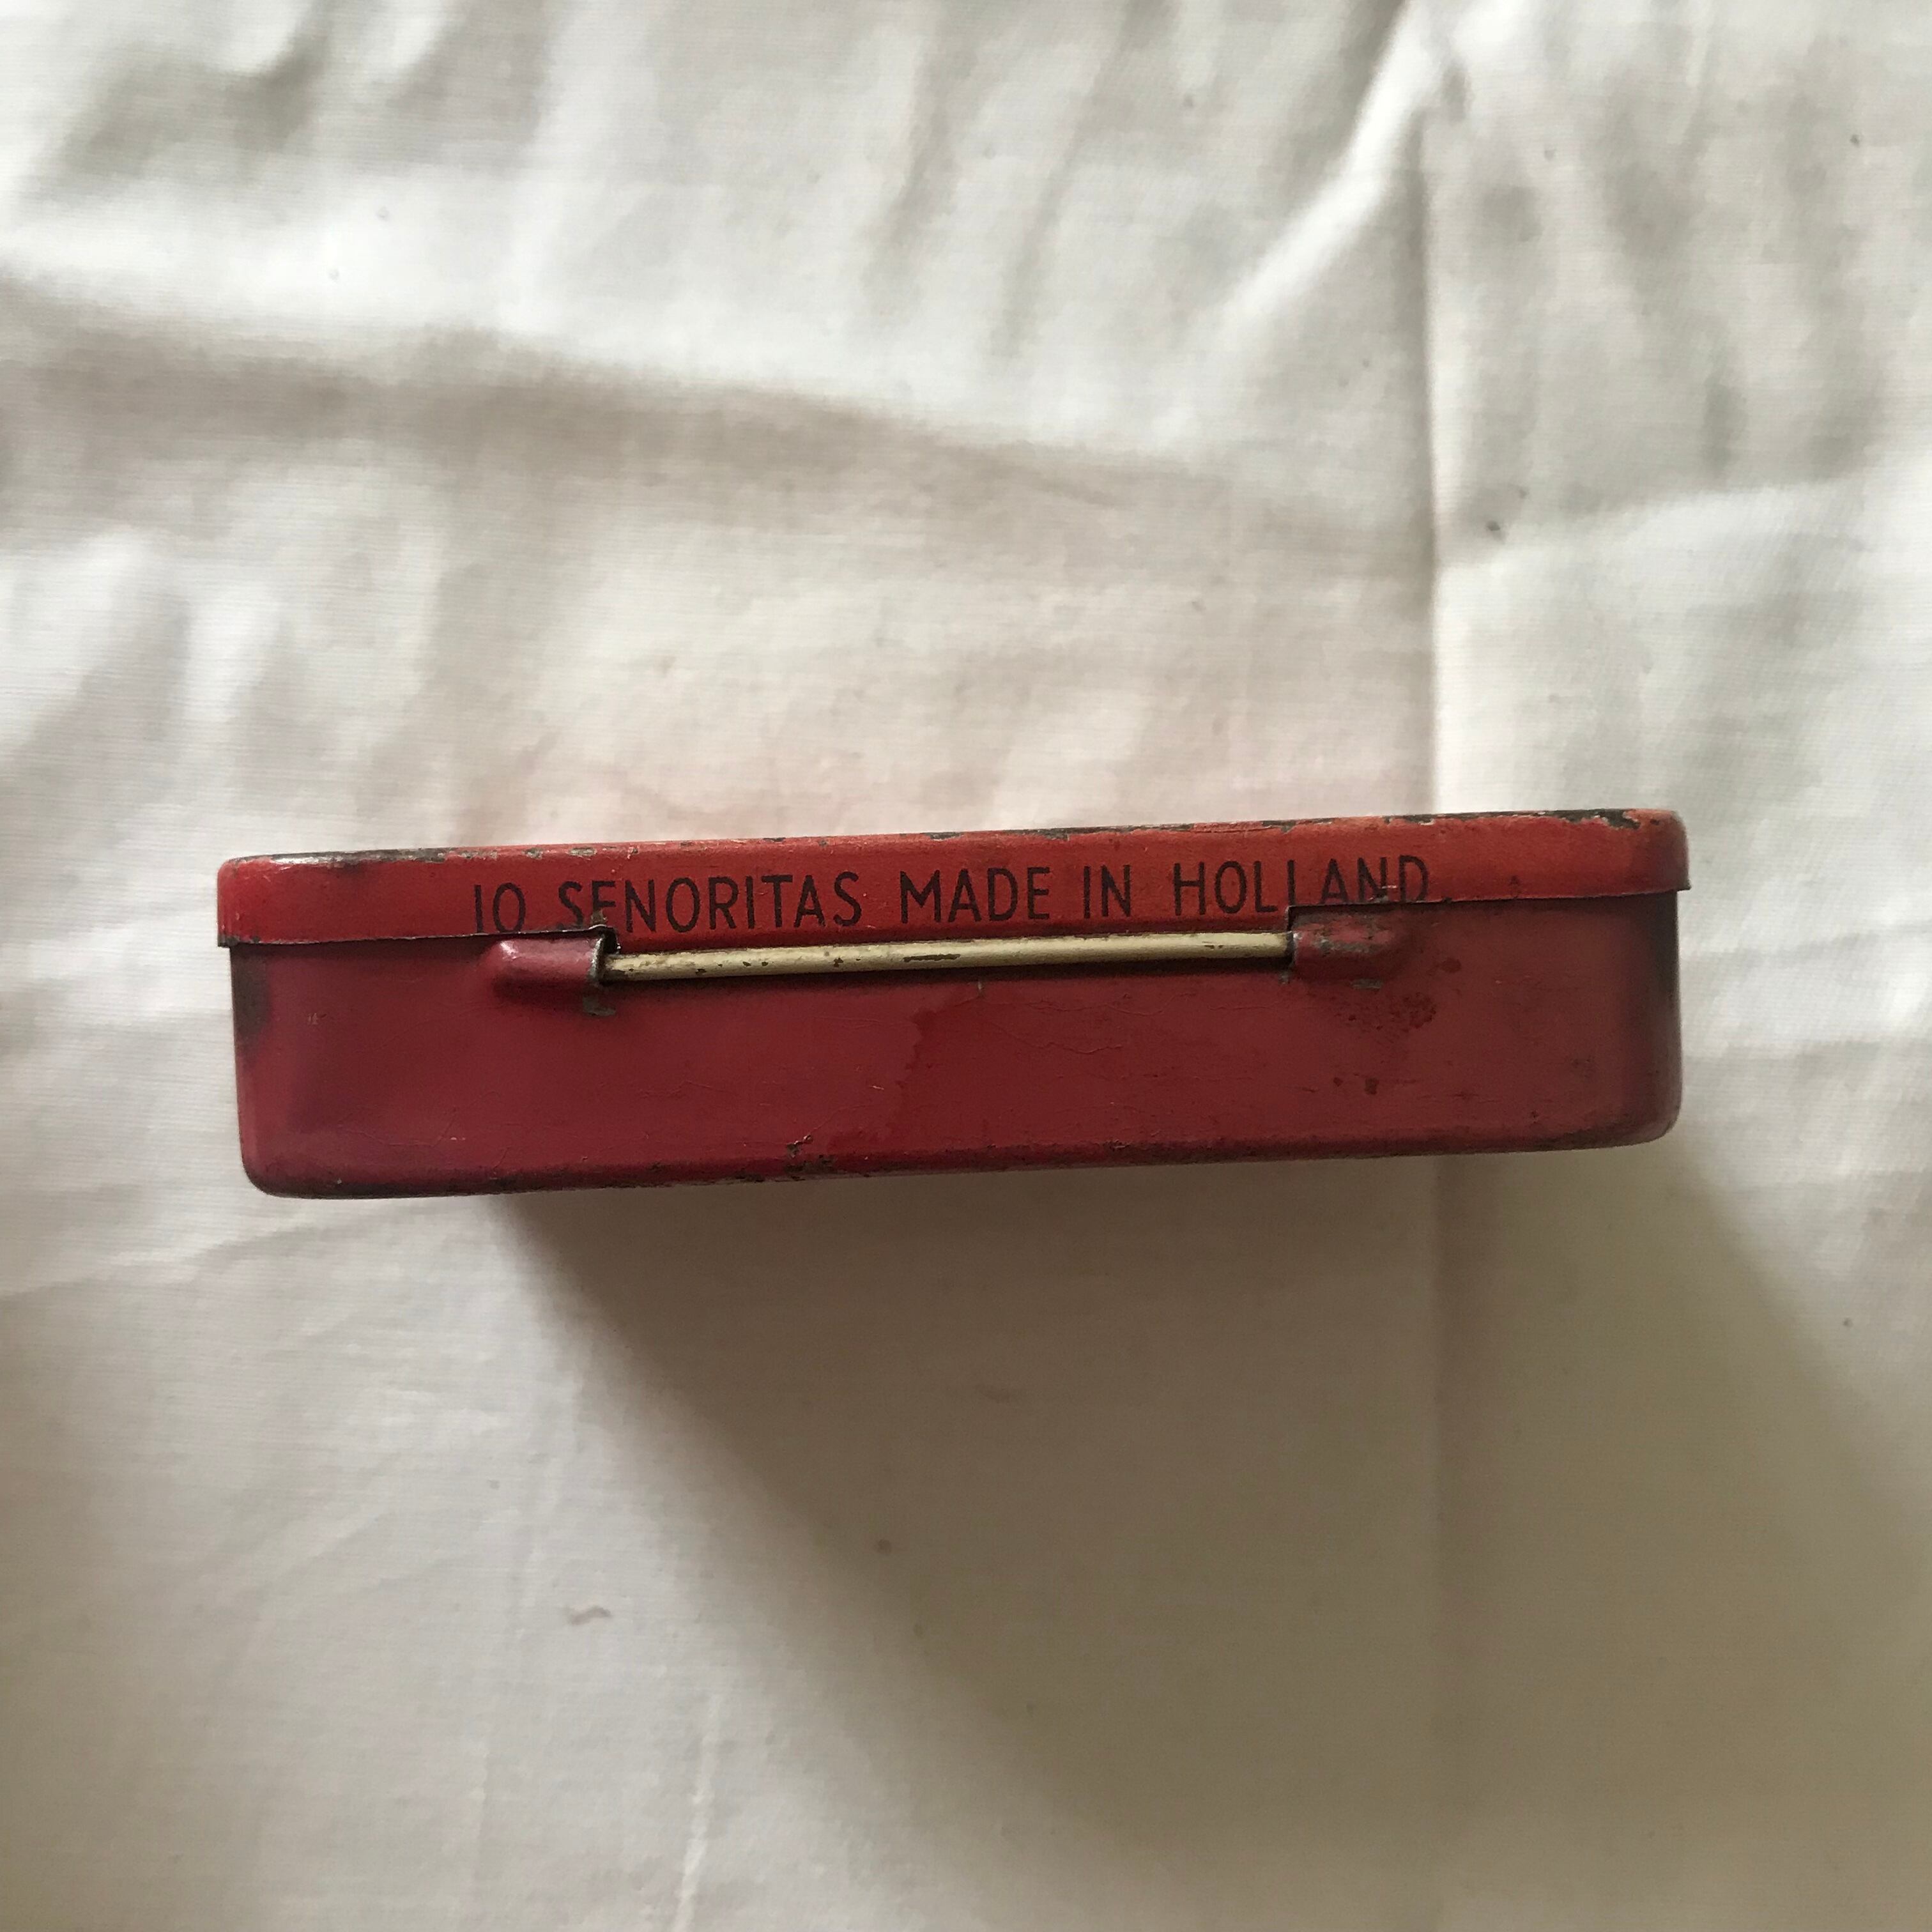 10 SENORITAS MADE IN HOLLAND.